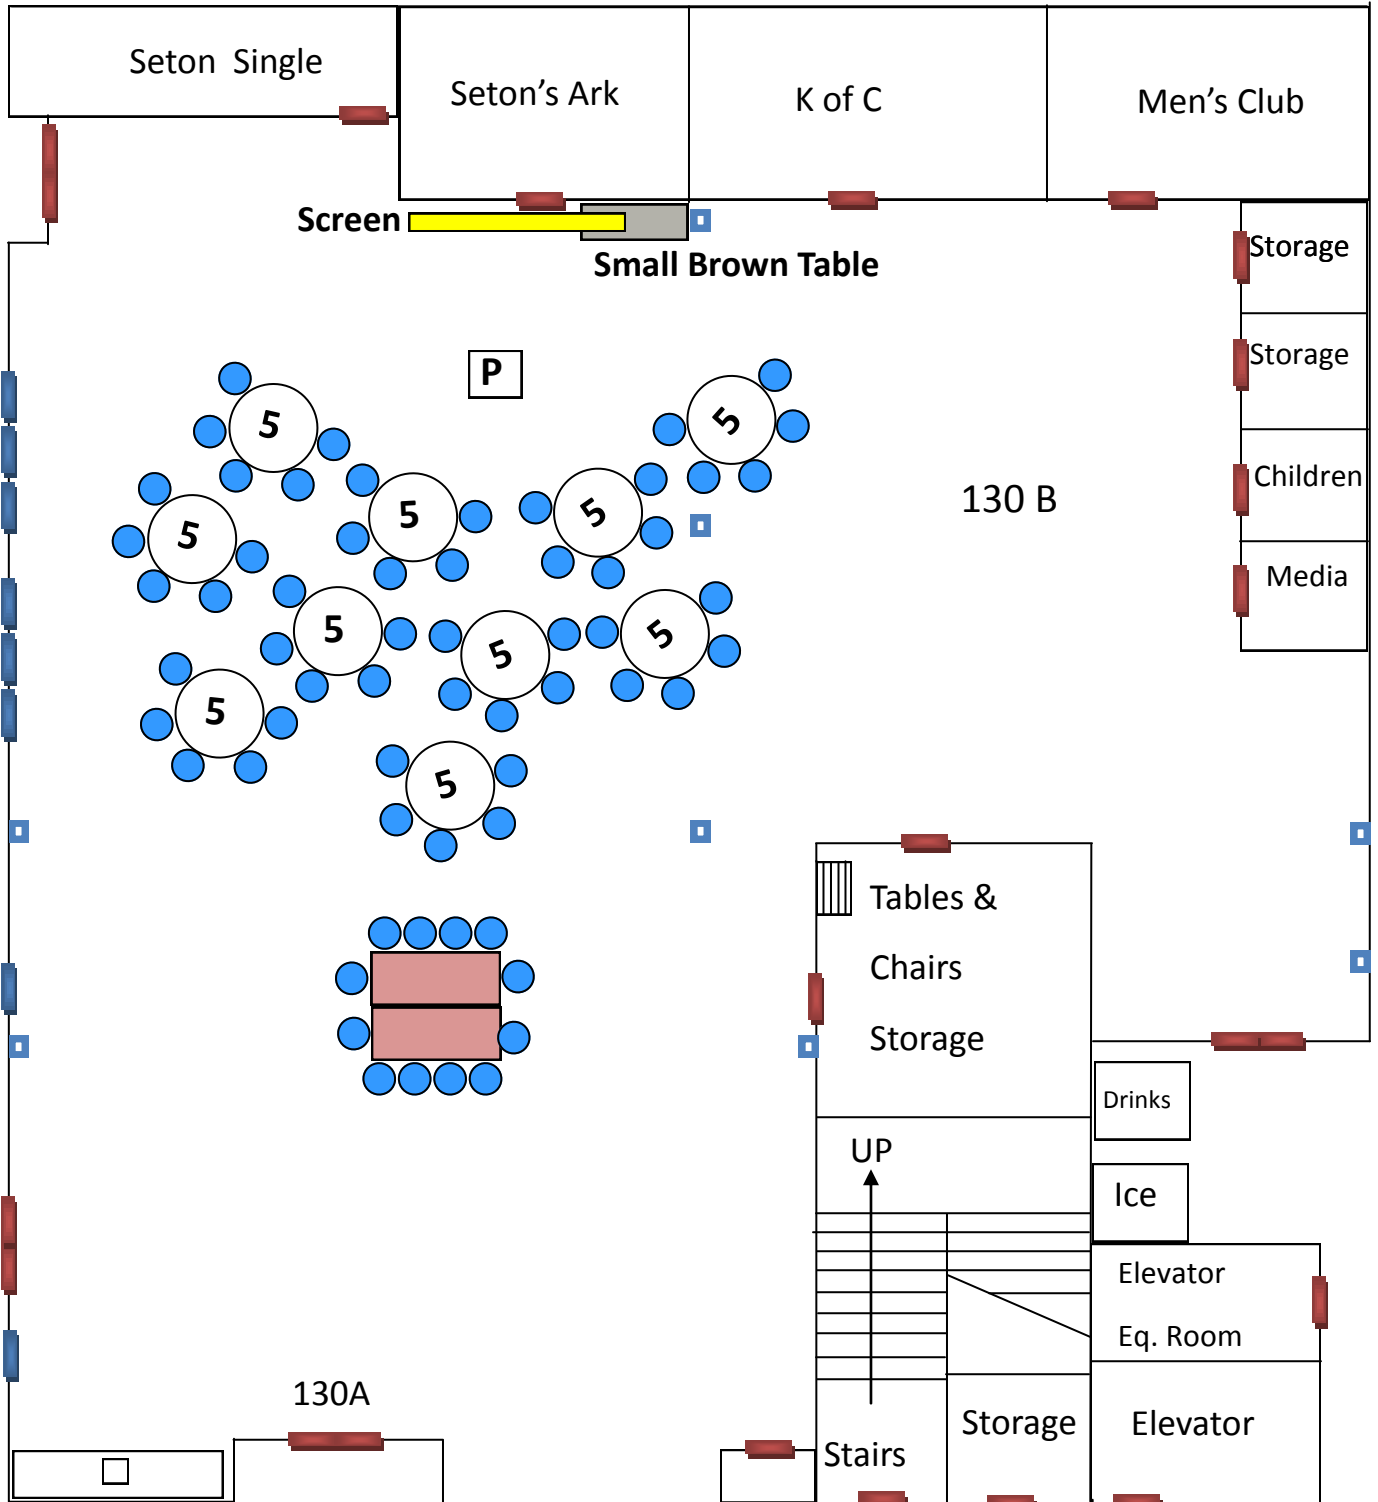 Seton  Single
Seton's Ark
K of C
Men's Club
Screen
Small Brown Table
Storage
Storage
Children
Media
P
130 B
5
5
5
5
5
5
5
5
5
5
Tables &
Chairs
Storage
Drinks
UP
Ice
Elevator
Eq. Room
130A
Stairs
Storage
Elevator